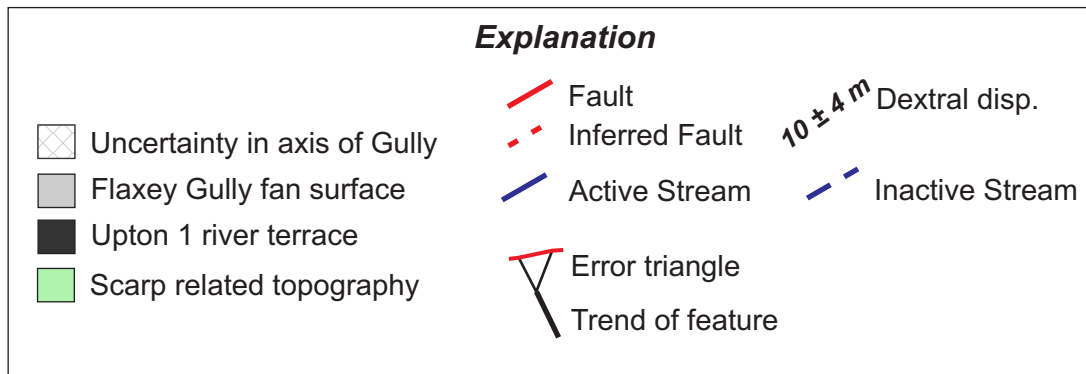 Explanation
Uncertainty in axis of Gully
Flaxey Gully fan surface
Upton 1 river terrace
Scarp related topography
Fault
Inferred Fault
Active Stream
Error triangle
Trend of feature
10 ± 4 m Dextral disp.
Inactive Stream